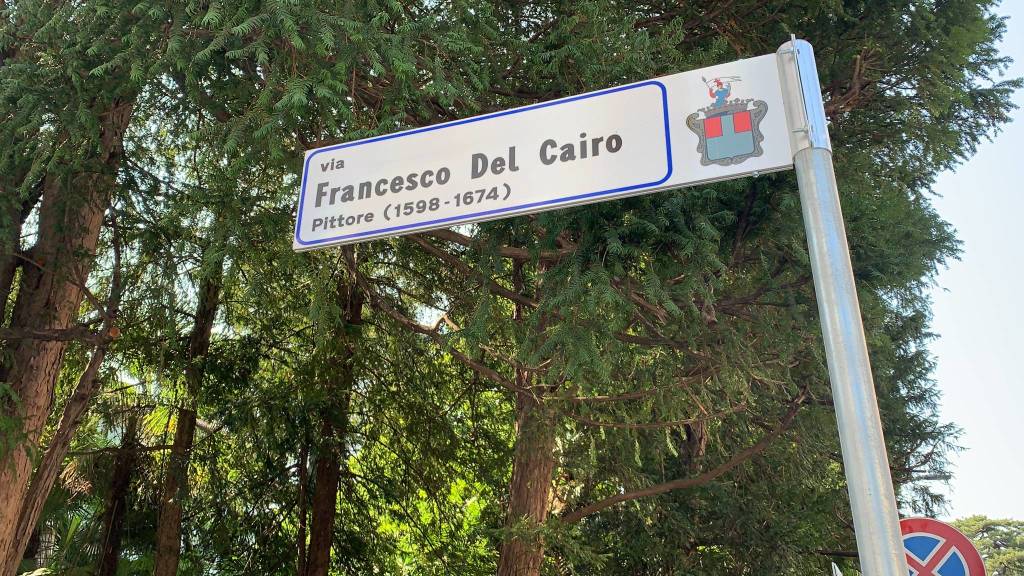 via
Francesco Del Cairo
Pittore (1598-1674)